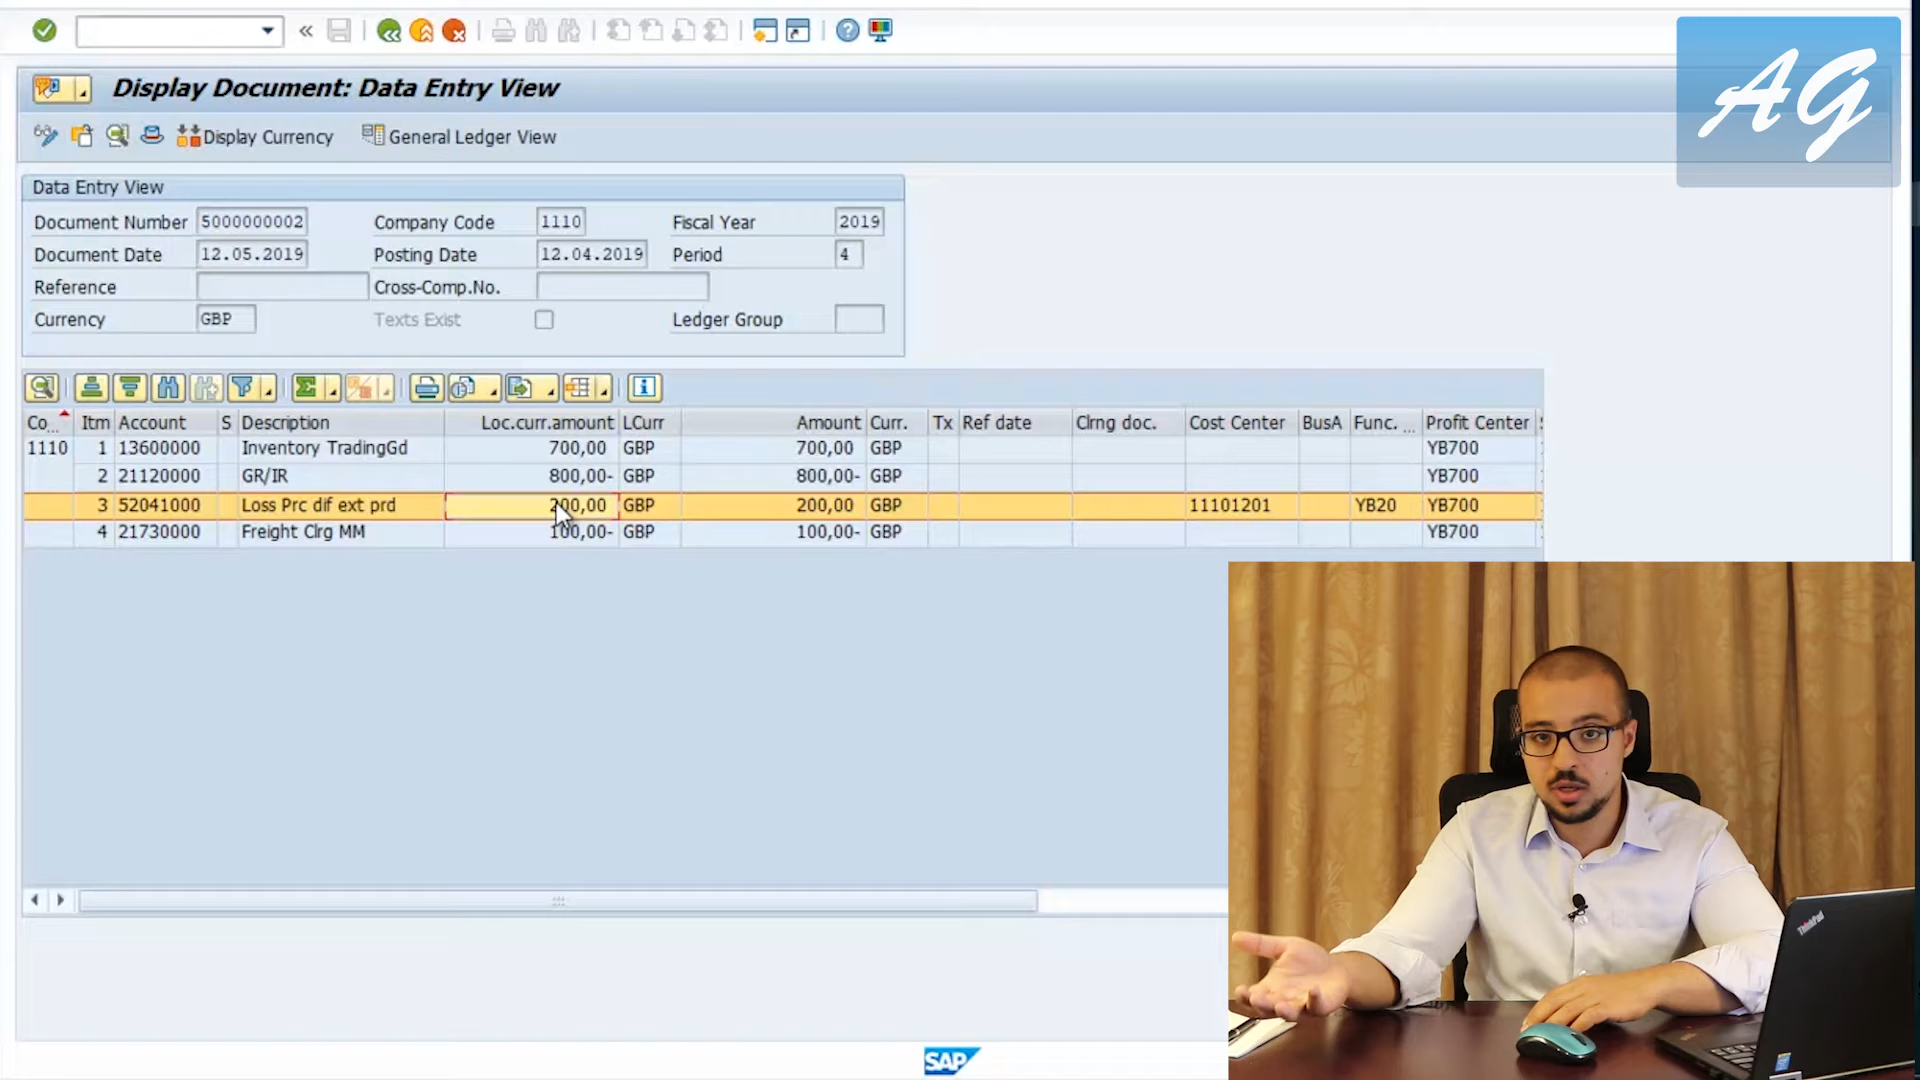 AG
Display Document: Data Entry View
Display Currency General Ledger View
Data Entry View
Document Number 5000000002 Company Code 1110 Fiscal Year 2019
Document Date 12.05.2019 Posting Date 12.04.2019 Period 4
Reference Cross-Comp.No.
Currency GBP Texts Exist Ledger Group
Co... Itm Account S Description Loc.curr.amount LCurr Amount Curr. Tx Ref date Clrng doc. Cost Center BusA Func. ... Profit Center
1110 1 13600000 Inventory TradingGd 700,00 GBP 700,00 GBP YB700
2 21120000 GR/IR 800,00- GBP 800,00- GBP YB700
3 52041000 Loss Prc dif ext prd 200,00 GBP 200,00 GBP 11101201 YB20 YB700
4 21730000 Freight Clrg MM 100,00- GBP 100,00- GBP YB700
ThinkPad
SAP